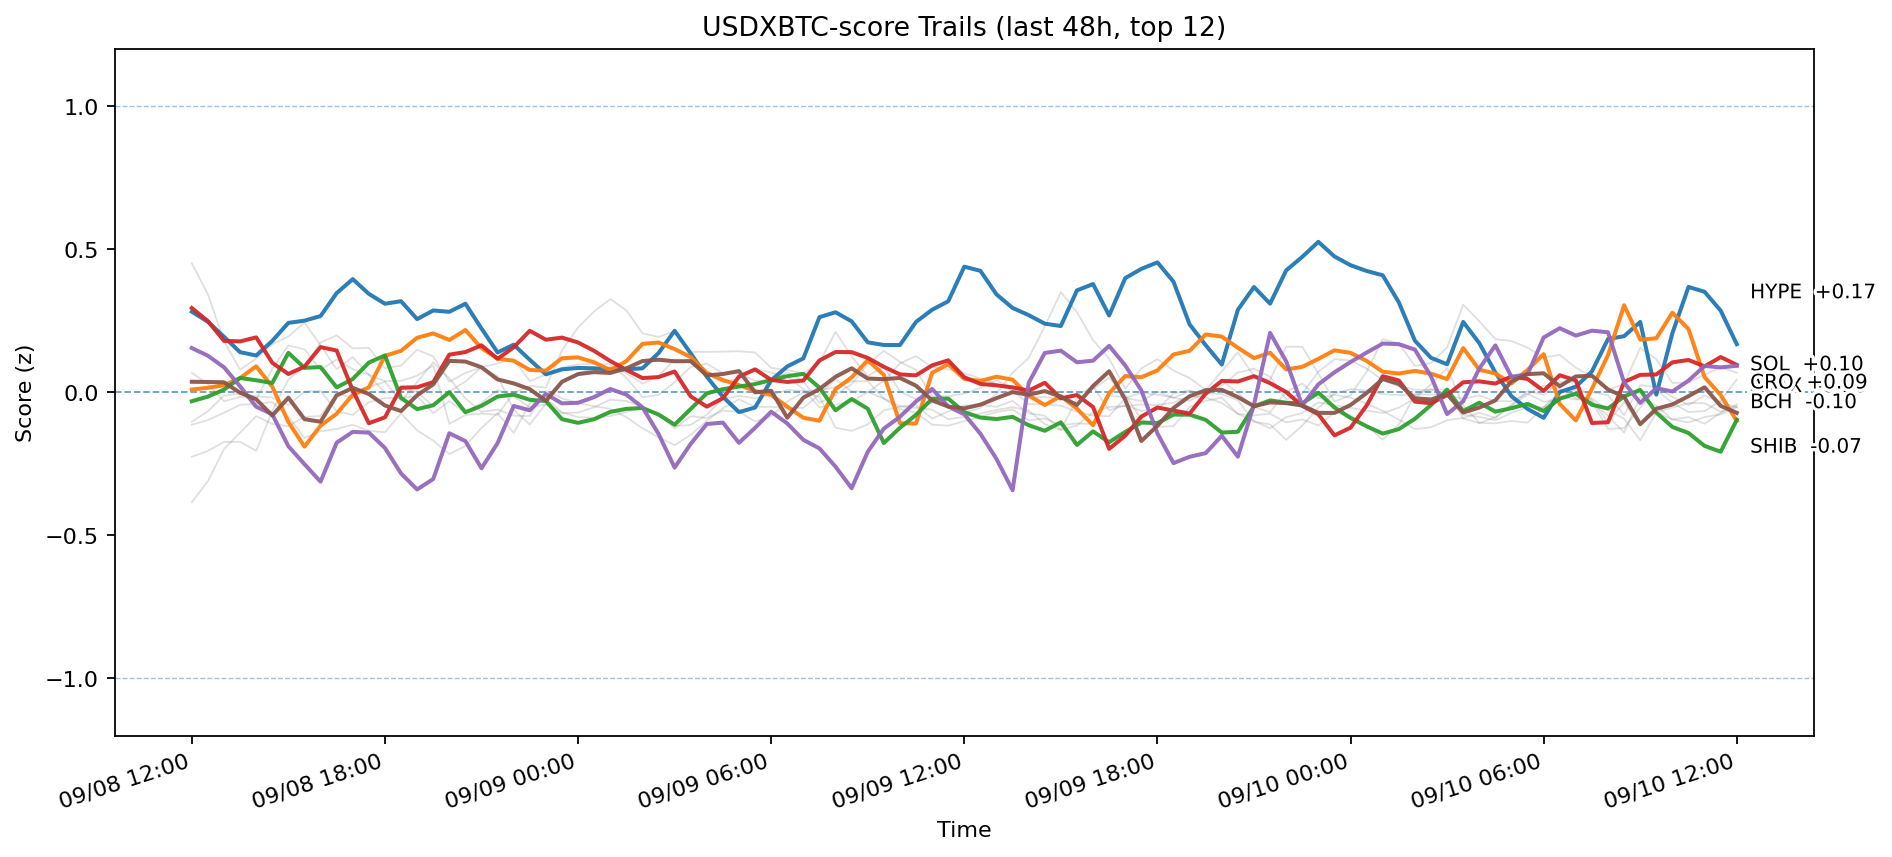 USDXBTC-score Trails (last 48h, top 12)
Score (z)
1.0
0.5
0.0
−0.5
−1.0
HYPE +0.17
SOL +0.10
CRO +0.09
BCH -0.10
SHIB -0.07
09/08 12:00
09/08 18:00
09/09 00:00
09/09 06:00
09/09 12:00
09/09 18:00
09/10 00:00
09/10 06:00
09/10 12:00
Time